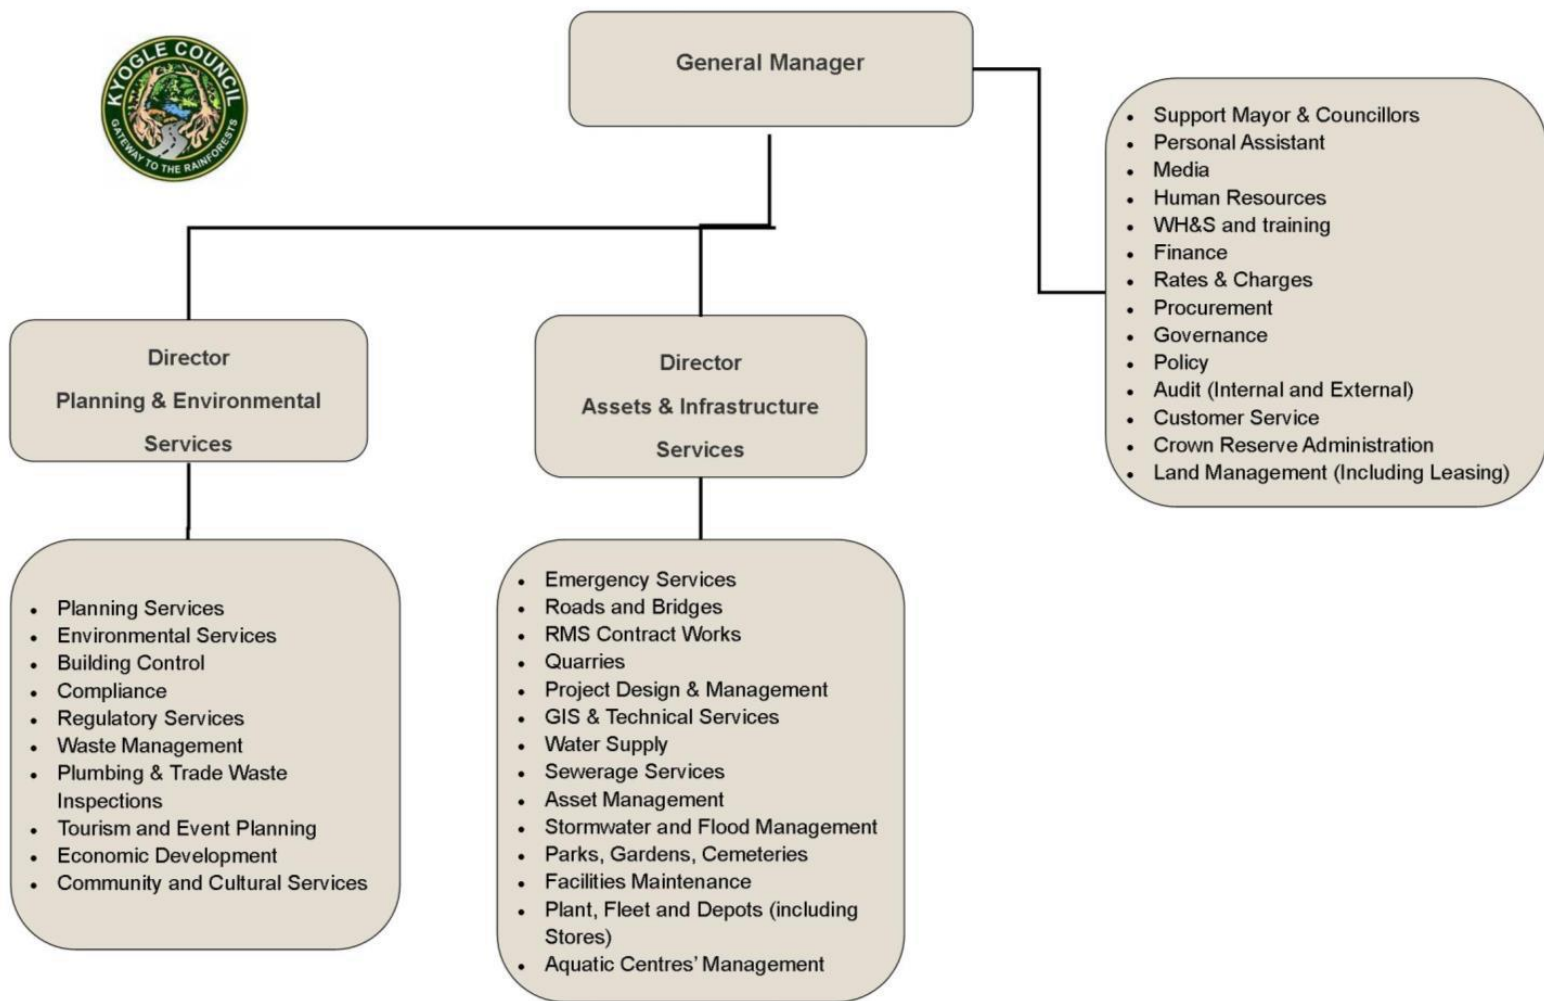 KYOGLE COUNCIL
GATEWAY TO THE RAINFORESTS
General Manager
• Support Mayor & Councillors
• Personal Assistant
• Media
• Human Resources
• WH&S and training
• Finance
• Rates & Charges
• Procurement
• Governance
• Policy
• Audit (Internal and External)
• Customer Service
• Crown Reserve Administration
• Land Management (Including Leasing)
Director
Planning & Environmental
Services
Director
Assets & Infrastructure
Services
• Planning Services
• Environmental Services
• Building Control
• Compliance
• Regulatory Services
• Waste Management
• Plumbing & Trade Waste
Inspections
• Tourism and Event Planning
• Economic Development
• Community and Cultural Services
• Emergency Services
• Roads and Bridges
• RMS Contract Works
• Quarries
• Project Design & Management
• GIS & Technical Services
• Water Supply
• Sewerage Services
• Asset Management
• Stormwater and Flood Management
• Parks, Gardens, Cemeteries
• Facilities Maintenance
• Plant, Fleet and Depots (including
Stores)
• Aquatic Centres’ Management